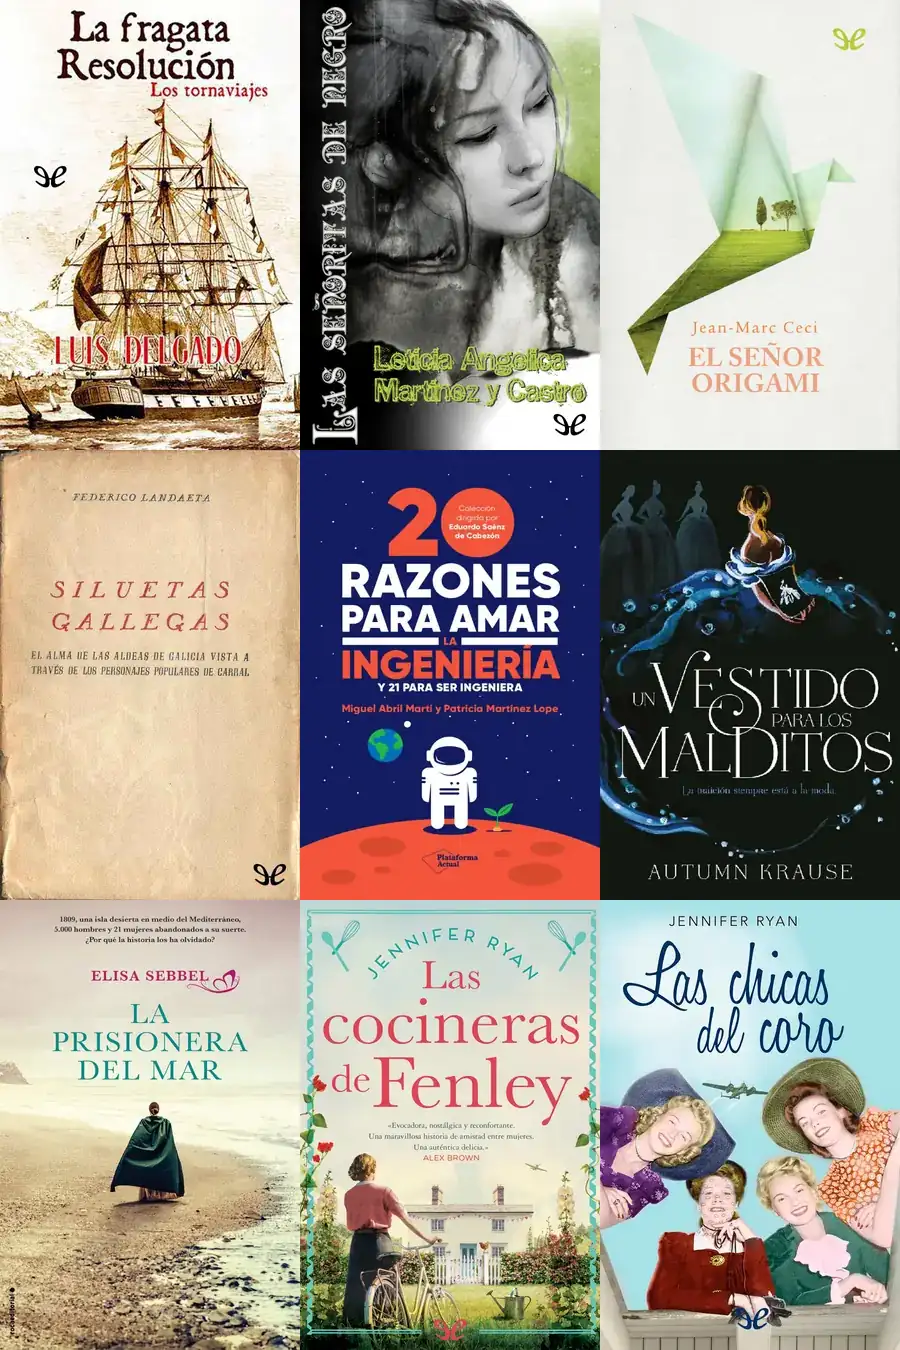 La fragata
Resolución
Los tornaviajes
LUIS DELGADO
LAS SEÑORITAS DE NEGRO
Leticia Angelica
Martínez y Castro
Jean-Marc Ceci
EL SEÑOR
ORIGAMI
FEDERICO LANDAETA
SILUETAS
GALLEGAS
EL ALMA DE LAS ALDEAS DE GALICIA VISTA A
TRAVÉS DE LOS PERSONAJES POPULARES DE CARRAL
20
Colección
dirigida por
Eduardo Saénz
de Cabezón
RAZONES
PARA AMAR
LA
INGENIERÍA
Y 21 PARA SER INGENIERA
Miguel Abril Martí y Patricia Martínez Lope
Plataforma
Actual
UN VESTIDO
PARA LOS
MALDITOS
La traición siempre está a la moda.
AUTUMN KRAUSE
1809, una isla desierta en medio del Mediterráneo,
5.000 hombres y 21 mujeres abandonados a su suerte.
¿Por qué la historia los ha olvidado?
ELISA SEBBEL
LA
PRISIONERA
DEL MAR
rocaeditorial
JENNIFER RYAN
Las
cocineras
de Fenley
«Evocadora, nostálgica y reconfortante.
Una maravillosa historia de amistad entre mujeres.
Una auténtica delicia.»
ALEX BROWN
JENNIFER RYAN
Las chicas
del coro